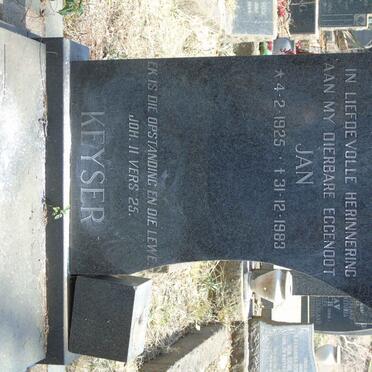 IN LIEFDEVOLLE HERINNERING
AAN MY DIERBARE EGGENOOT
JAN
★ 4-2-1925 - †31-12-1983
EK IS DIE OPSTANDING EN DIE LEWE
JOH. 11 VERS 25.
KEYSER